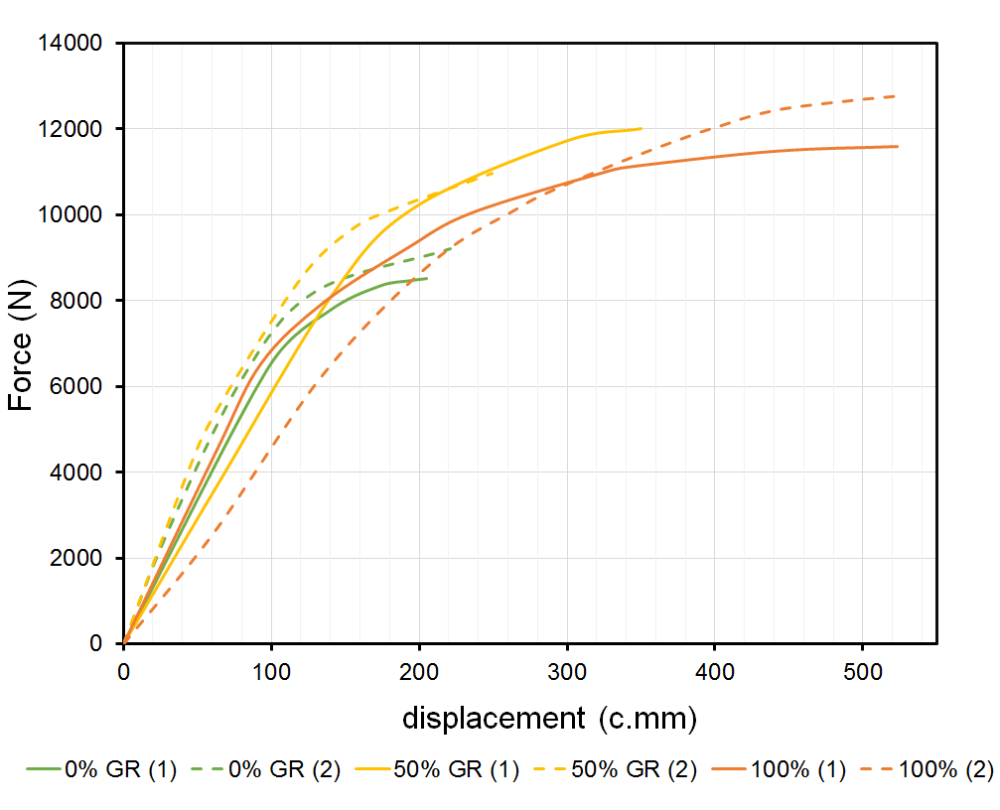 14000
12000
10000
8000
6000
4000
2000
0
Force (N)
0 100 200 300 400 500
displacement (c.mm)
0% GR (1) 0% GR (2) 50% GR (1) 50% GR (2) 100% (1) 100% (2)